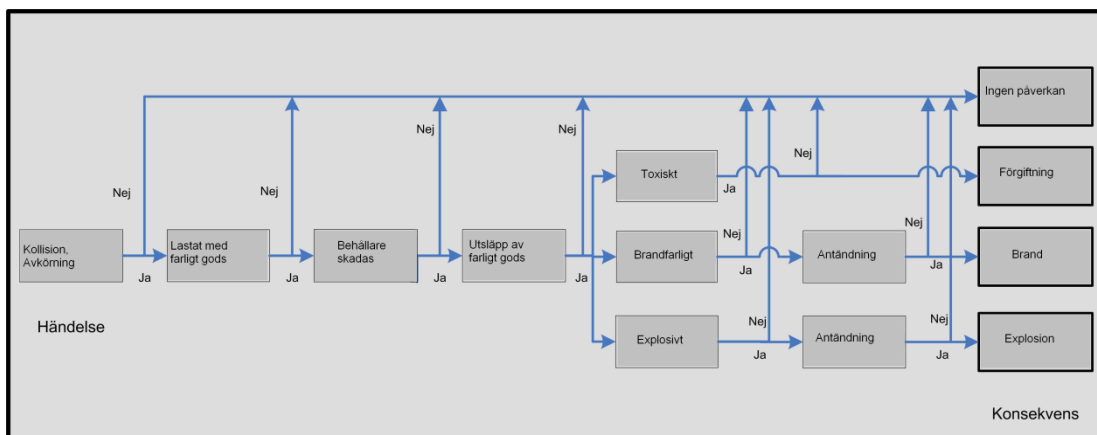 Ingen påverkan
Nej
Nej
Nej
Nej
Toxiskt
Nej
Ja
Förgiftning
Kollision,
Avkörning
Ja
Lastat med
farligt gods
Ja
Behållare
skadas
Ja
Utsläpp av
farligt gods
Ja
Brandfarligt
Nej
Ja
Antändning
Nej
Ja
Brand
Händelse
Explosivt
Nej
Ja
Antändning
Nej
Ja
Explosion
Konsekvens